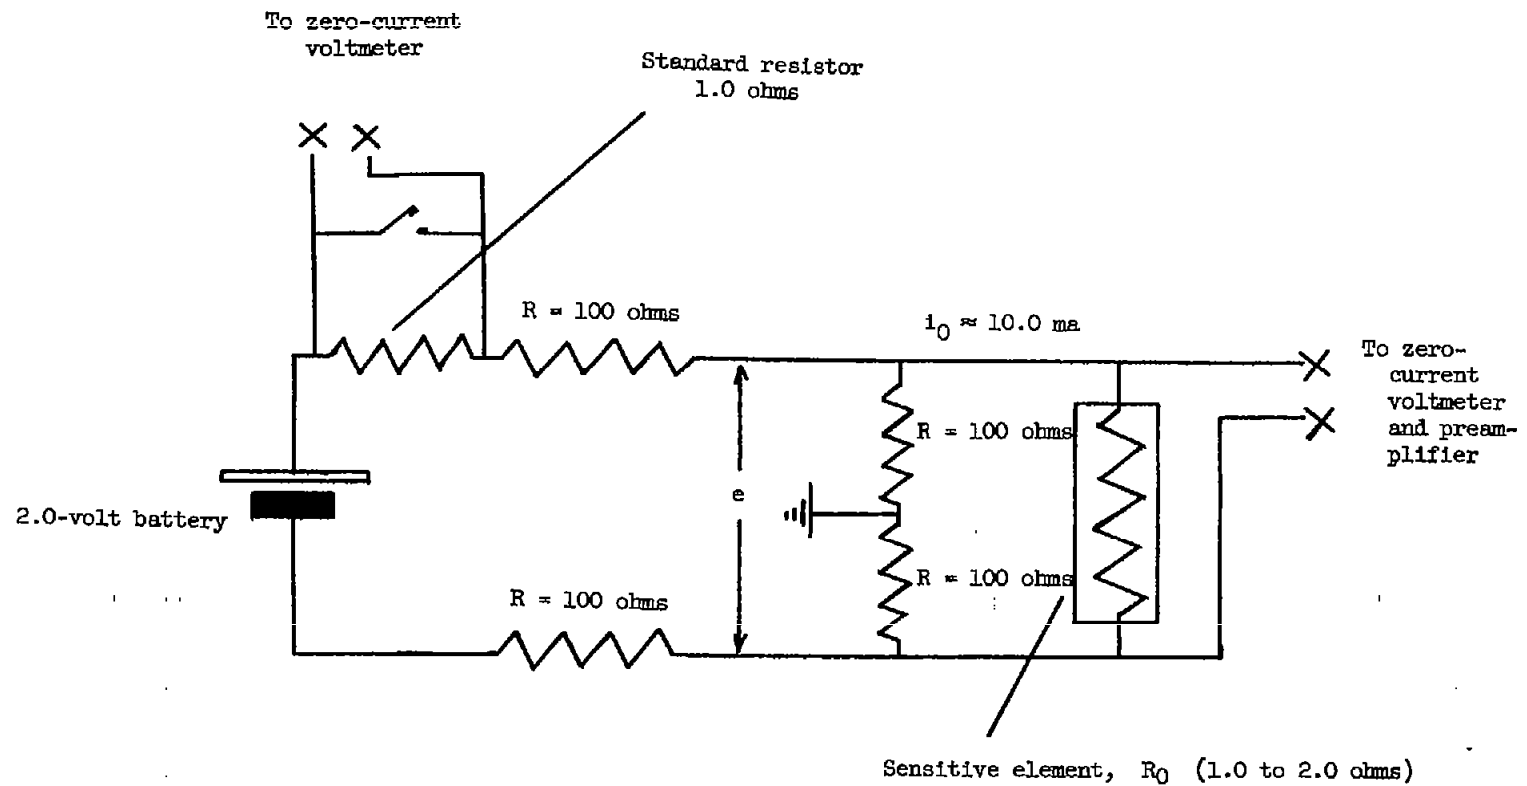 To zero-current
voltmeter
Standard resistor
1.0 ohms
R = 100 ohms
i0 ≈ 10.0 ma
To zero-
current
voltmeter
and pream-
plifier
R = 100 ohms
e
2.0-volt battery
R = 100 ohms
R = 100 ohms
Sensitive element, R0 (1.0 to 2.0 ohms)